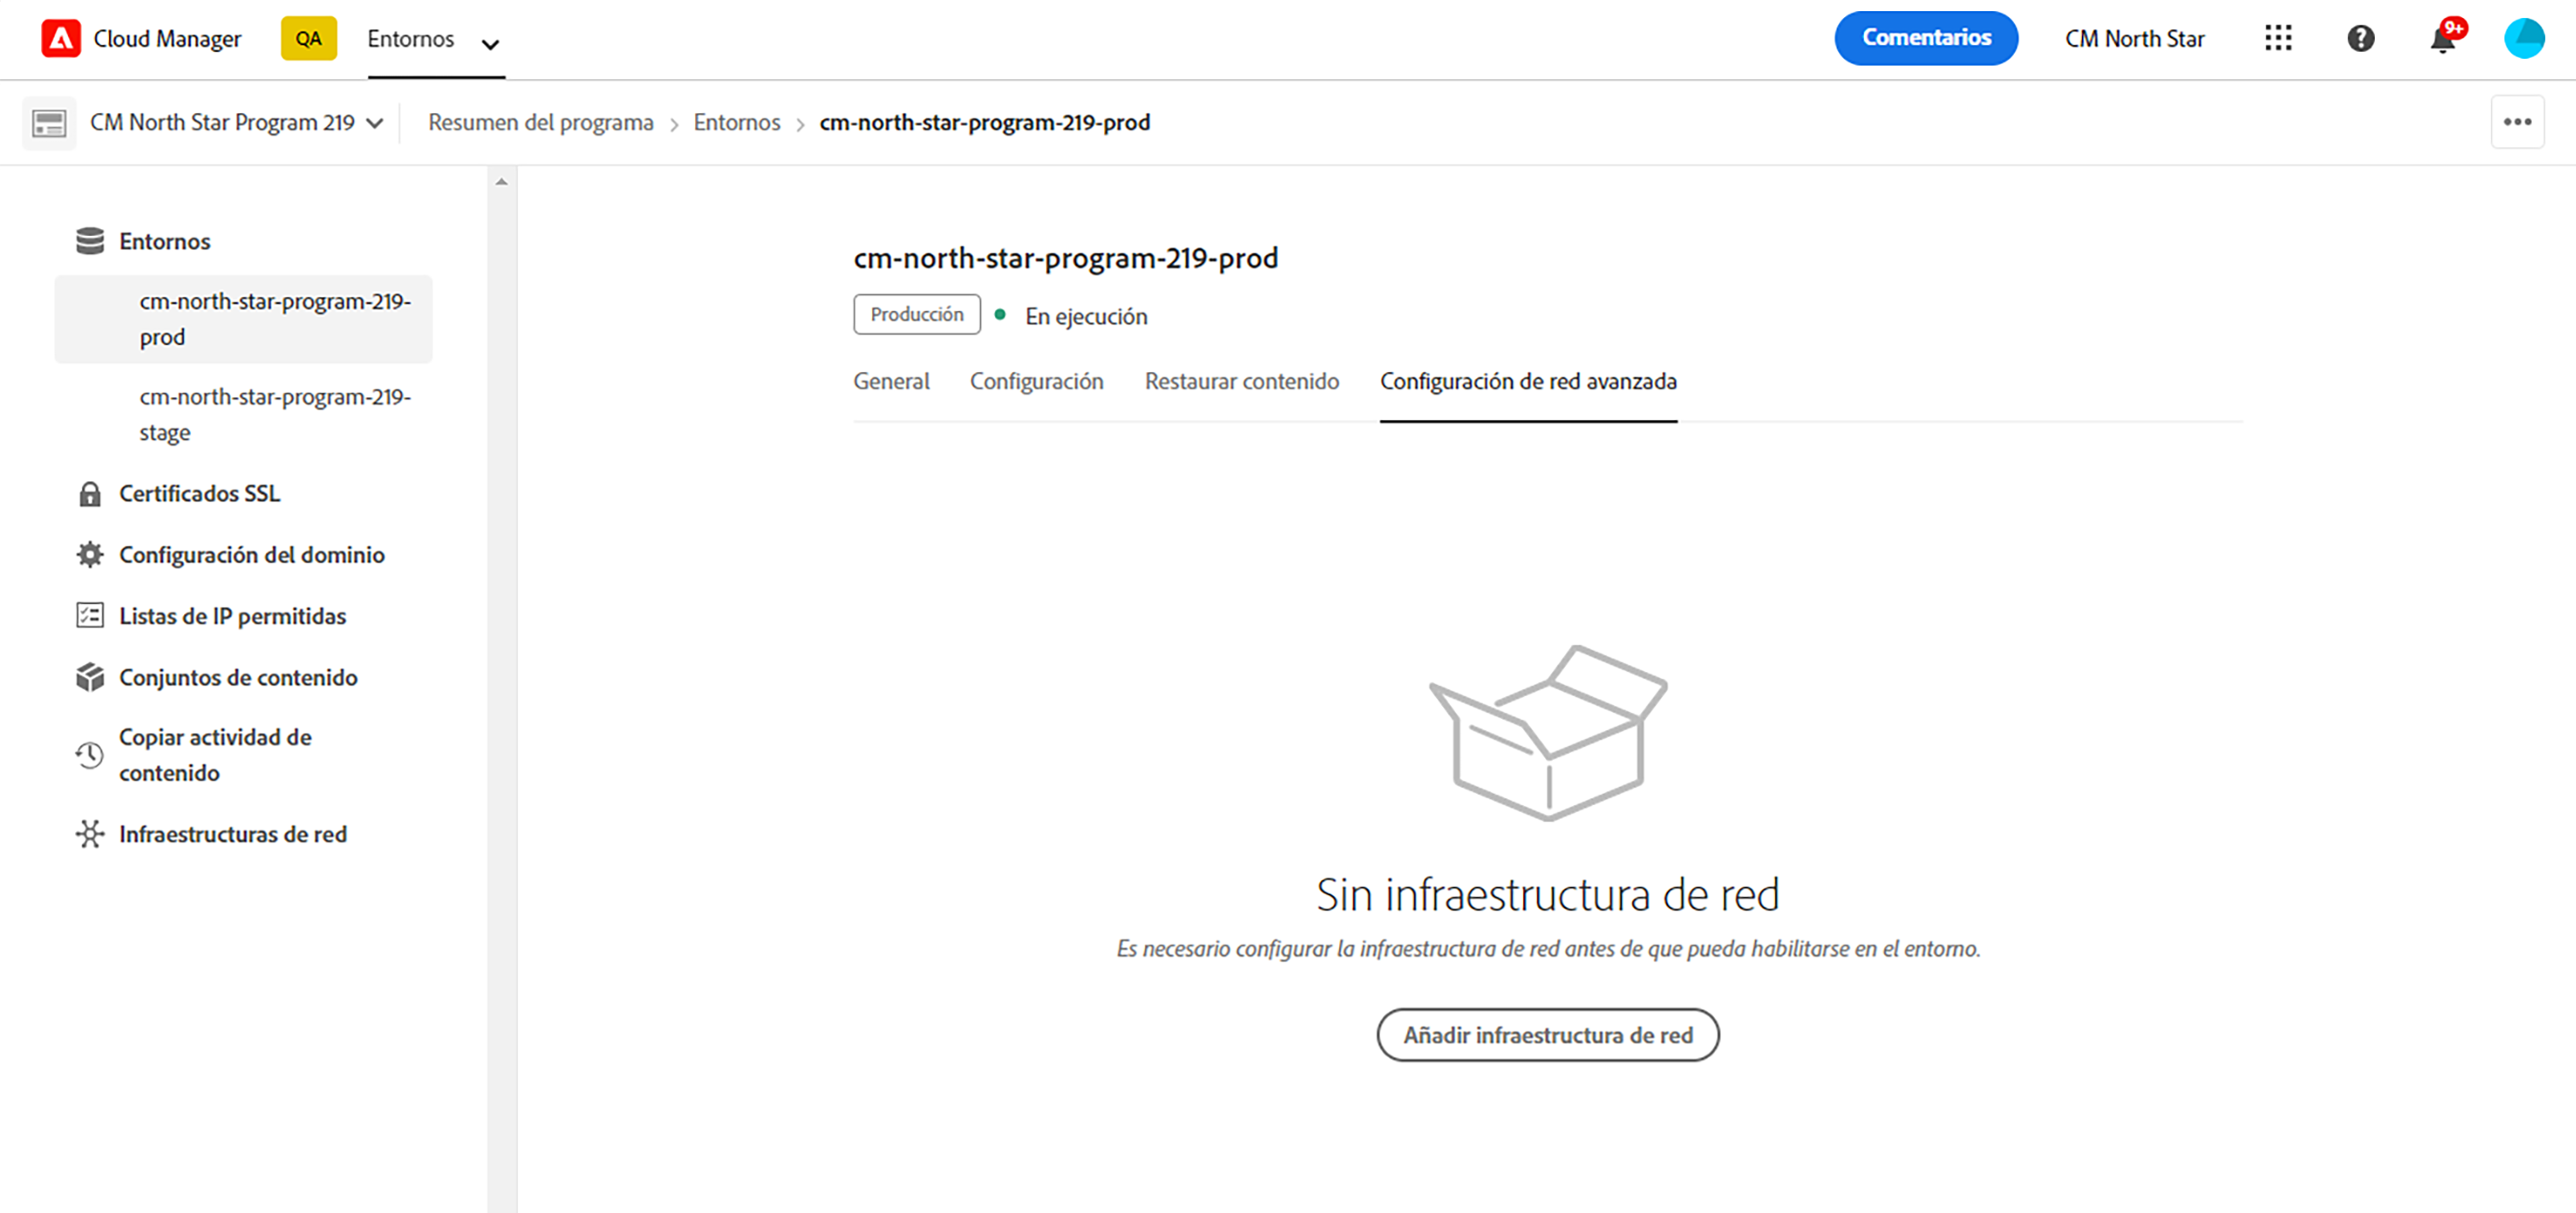 Cloud Manager
QA
Entornos
Comentarios
CM North Star
9+
CM North Star Program 219
Resumen del programa
Entornos
cm-north-star-program-219-prod
Entornos
cm-north-star-program-219-
prod
cm-north-star-program-219-
stage
Certificados SSL
Configuración del dominio
Listas de IP permitidas
Conjuntos de contenido
Copiar actividad de
contenido
Infraestructuras de red
cm-north-star-program-219-prod
Producción
En ejecución
General
Configuración
Restaurar contenido
Configuración de red avanzada
Sin infraestructura de red
Es necesario configurar la infraestructura de red antes de que pueda habilitarse en el entorno.
Añadir infraestructura de red